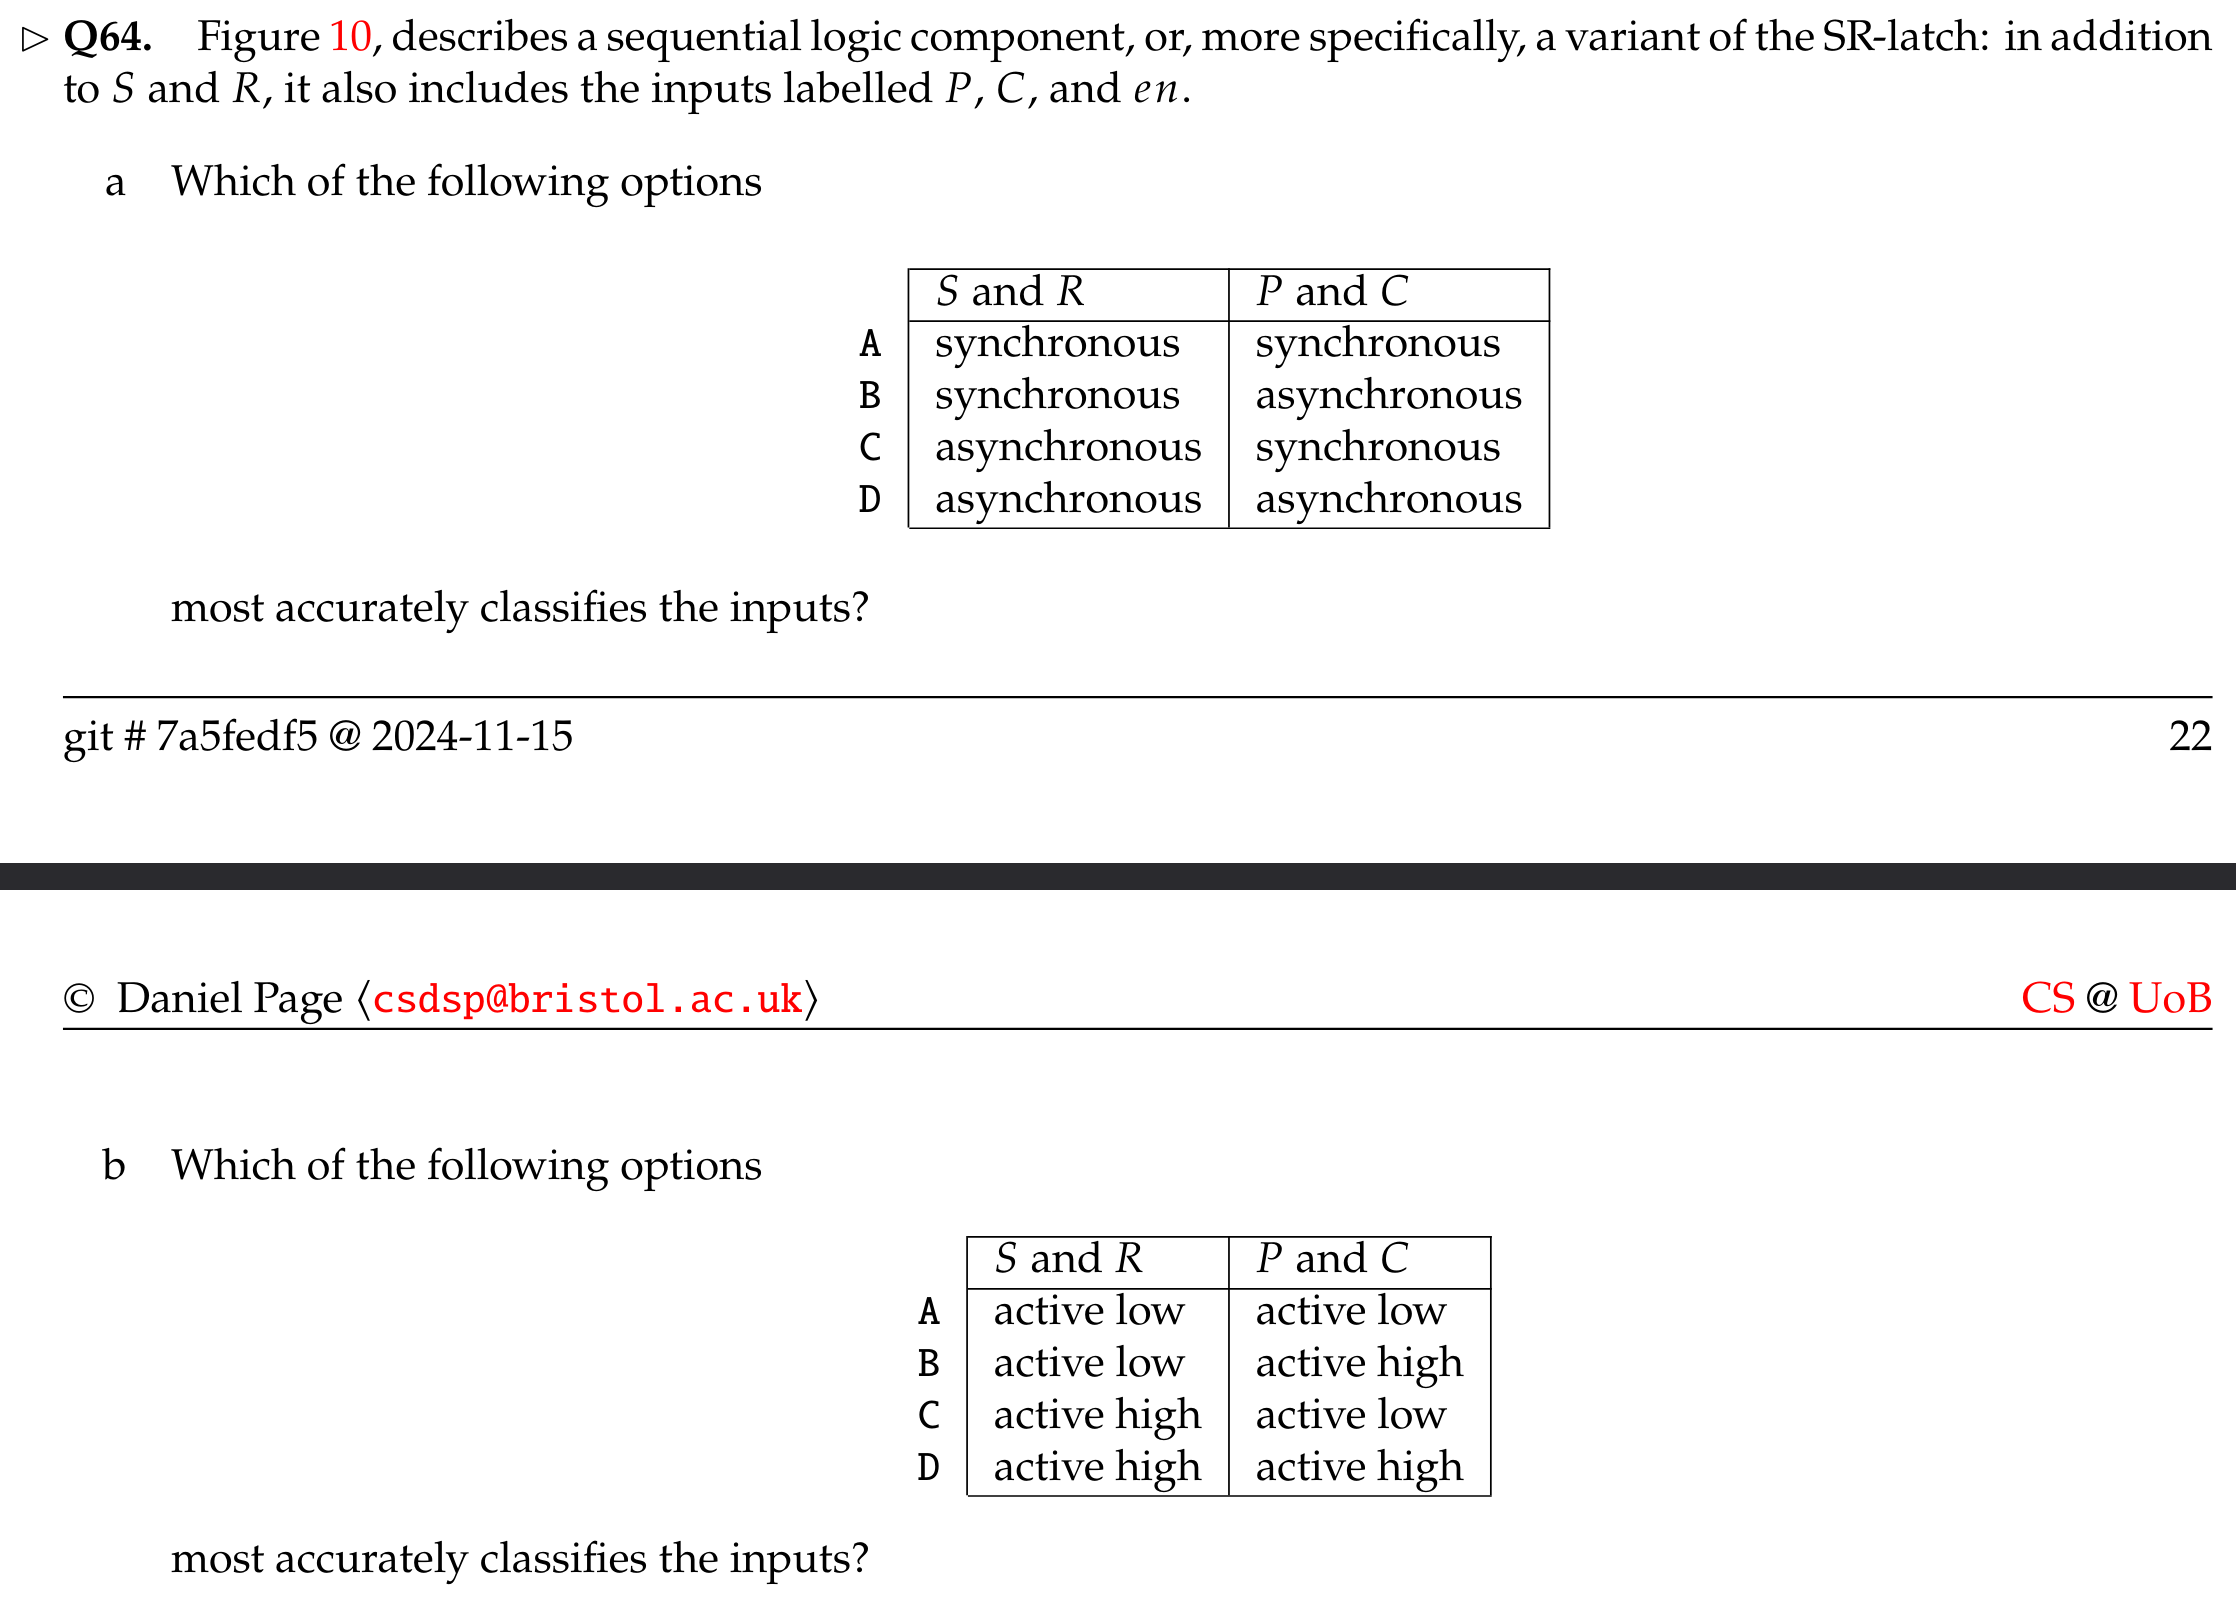 ▷ Q64. Figure 10, describes a sequential logic component, or, more specifically, a variant of the SR-latch: in addition
to S and R, it also includes the inputs labelled P, C, and en.
a Which of the following options
S and R P and C
A synchronous synchronous
B synchronous asynchronous
C asynchronous synchronous
D asynchronous asynchronous
most accurately classifies the inputs?
git # 7a5fedf5 @ 2024-11-15 22
© Daniel Page ⟨csdsp@bristol.ac.uk⟩ CS @ UoB
b Which of the following options
S and R P and C
A active low active low
B active low active high
C active high active low
D active high active high
most accurately classifies the inputs?